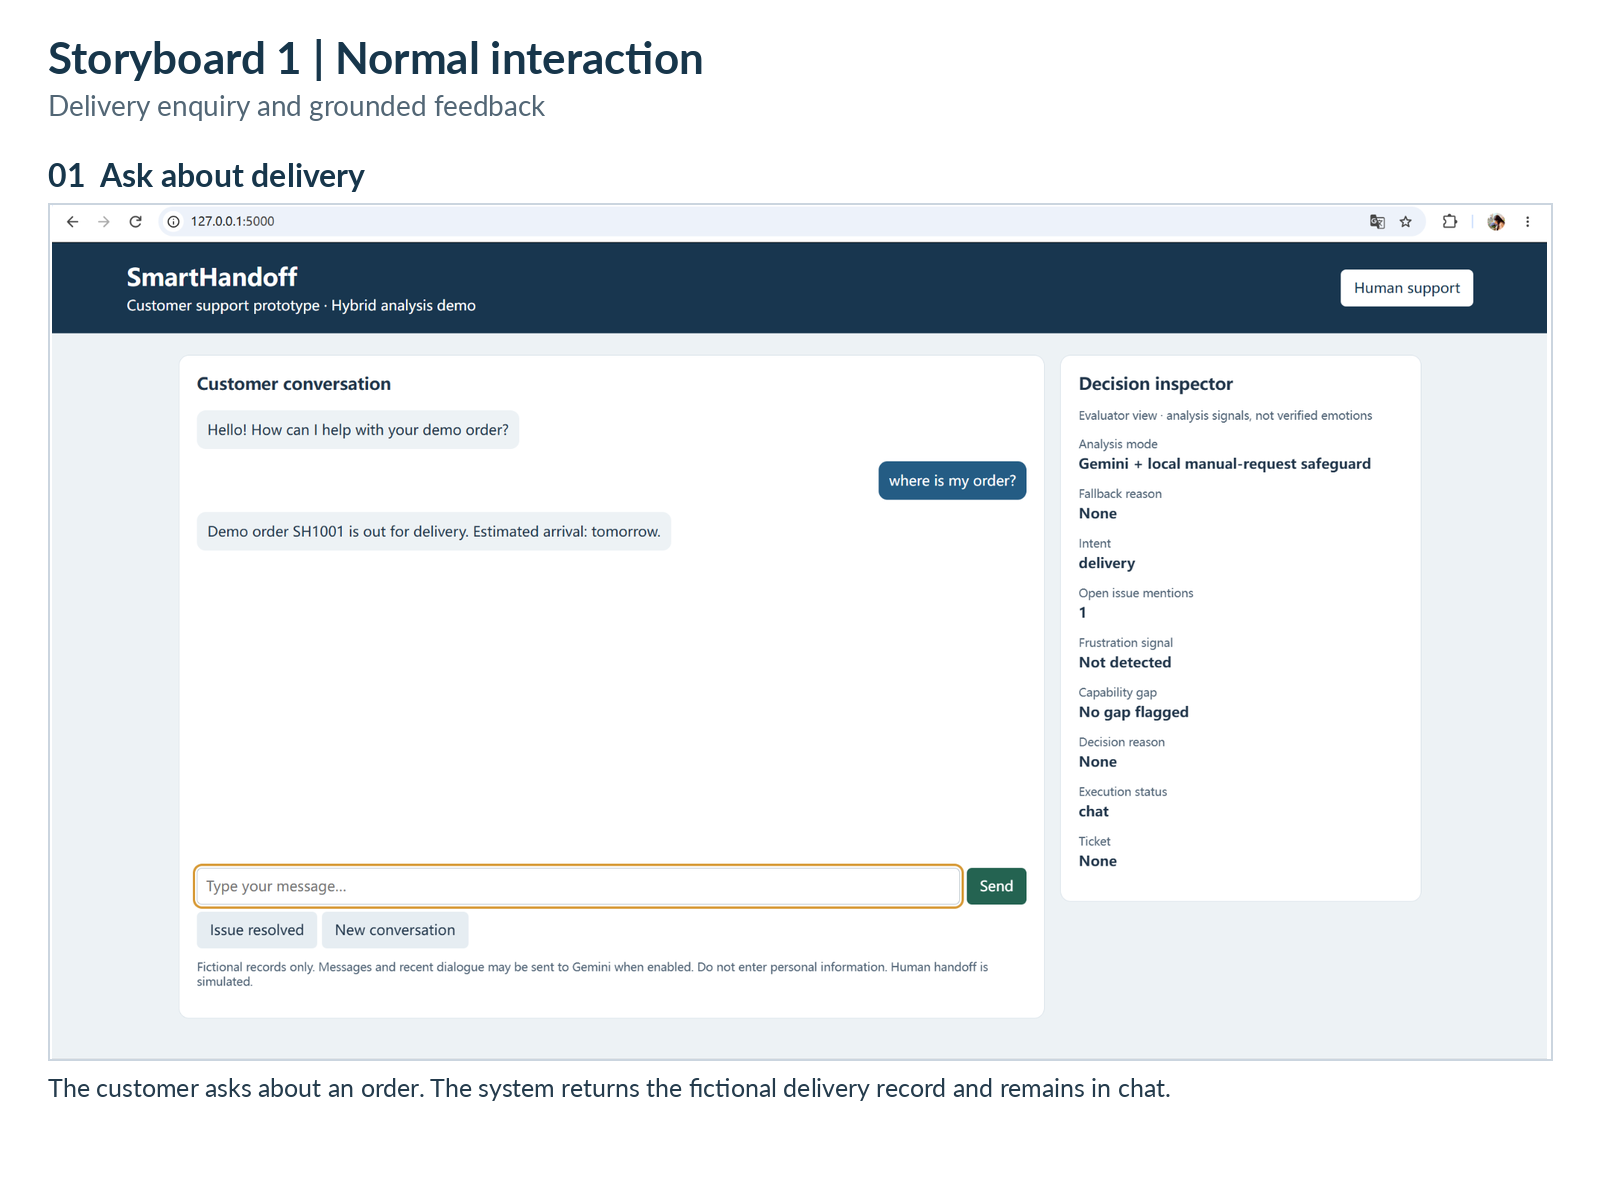 Storyboard 1 | Normal interaction
Delivery enquiry and grounded feedback
01 Ask about delivery
127.0.0.1:5000
SmartHandoff
Customer support prototype · Hybrid analysis demo
Human support
Customer conversation
Hello! How can I help with your demo order?
where is my order?
Demo order SH1001 is out for delivery. Estimated arrival: tomorrow.
Type your message...
Send
Issue resolved
New conversation
Fictional records only. Messages and recent dialogue may be sent to Gemini when enabled. Do not enter personal information. Human handoff is
simulated.
Decision inspector
Evaluator view · analysis signals, not verified emotions
Analysis mode
Gemini + local manual-request safeguard
Fallback reason
None
Intent
delivery
Open issue mentions
1
Frustration signal
Not detected
Capability gap
No gap flagged
Decision reason
None
Execution status
chat
Ticket
None
The customer asks about an order. The system returns the fictional delivery record and remains in chat.